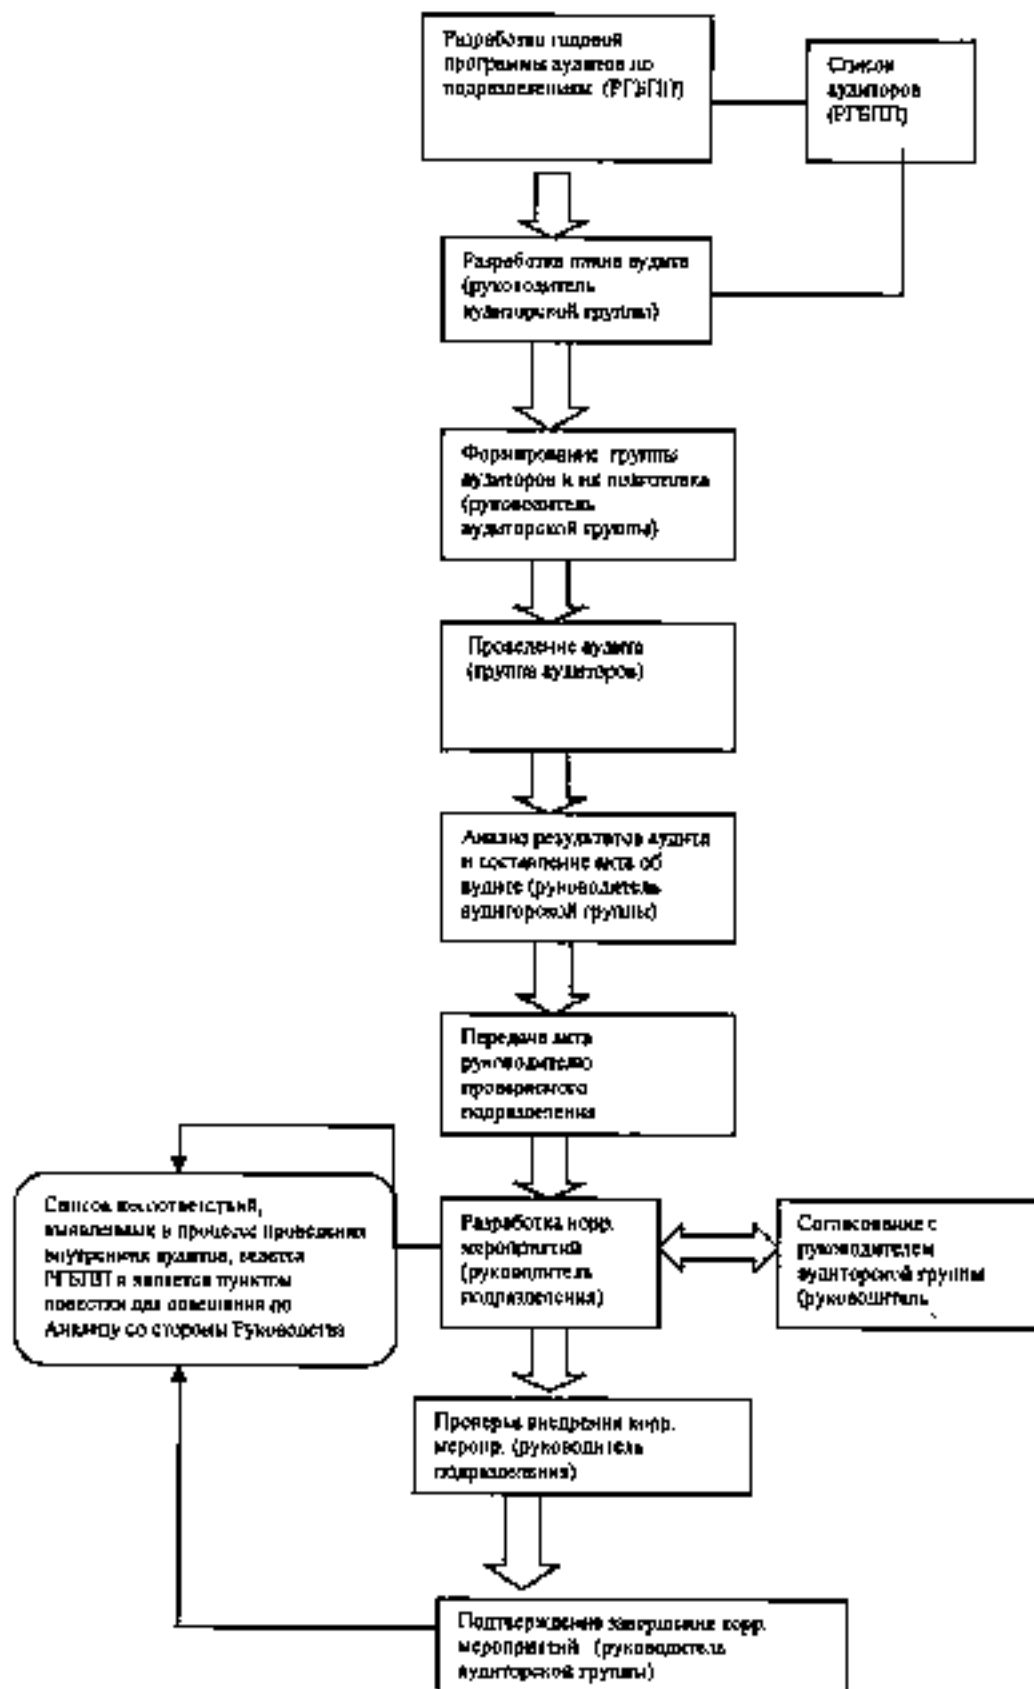 Разработка годовой
программы аудитов по
подразделениям (РГБПП)
Список
аудиторов
(РГБПП)
Разработка плана аудита
(руководитель
аудиторской группы)
Формирование группы
аудиторов и их подготовка
(руководитель
аудиторской группы)
Проведение аудита
(группа аудиторов)
Анализ результатов аудита
и составление акта об
аудите (руководитель
аудиторской группы)
Передача акта
руководителю
проверяемого
подразделения
Список несоответствий,
выявленных в процессе проведения
внутренних аудитов, ведется
РГБПП и является пунктом
повестки для совещания по
Анализу со стороны Руководства
Разработка корр.
мероприятий
(руководитель
подразделения)
Согласование с
руководителем
аудиторской группы
(руководитель
Проверка внедрения корр.
меропр. (руководитель
подразделения)
Подтверждение завершения корр.
мероприятий (руководитель
аудиторской группы)